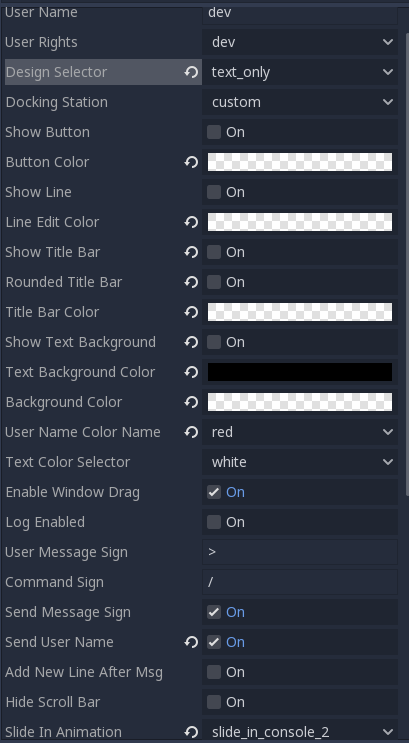 User Name dev
User Rights dev
Design Selector text_only
Docking Station custom
Show Button On
Button Color
Show Line On
Line Edit Color
Show Title Bar On
Rounded Title Bar On
Title Bar Color
Show Text Background On
Text Background Color
Background Color
User Name Color Name red
Text Color Selector white
Enable Window Drag On
Log Enabled On
User Message Sign >
Command Sign /
Send Message Sign On
Send User Name On
Add New Line After Msg On
Hide Scroll Bar On
Slide In Animation slide_in_console_2